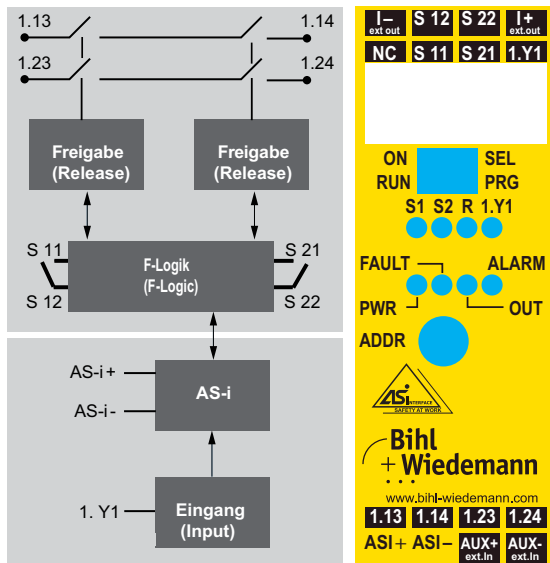 1.13
1.14
1.23
1.24
Freigabe
(Release)
Freigabe
(Release)
S 11
S 21
F-Logik
(F-Logic)
S 12
S 22
AS-i+
AS-i-
AS-i
1. Y1
Eingang
(Input)
I– S 12 S 22 I+
ext out ext.out
NC S 11 S 21 1.Y1
ON SEL
RUN PRG
S1 S2 R 1.Y1
FAULT ALARM
PWR OUT
ADDR
ASi INTERFACE
SAFETY AT WORK
Bihl
+ Wiedemann
www.bihl-wiedemann.com
1.13 1.14 1.23 1.24
ASI+ ASI– AUX+ AUX-
ext.In ext.In